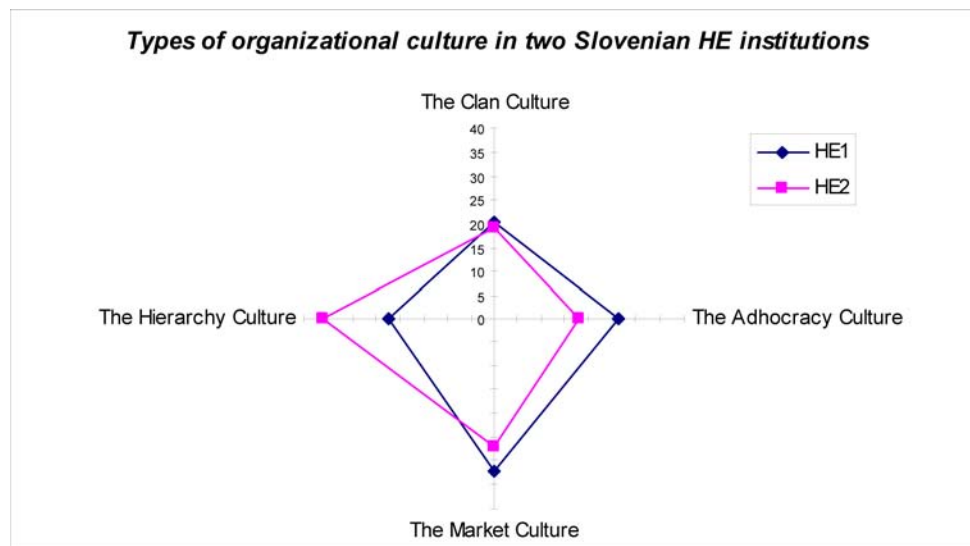 Types of organizational culture in two Slovenian HE institutions
The Clan Culture
40
35
30
25
20
15
10
5
0
HE1
HE2
The Hierarchy Culture
The Adhocracy Culture
The Market Culture